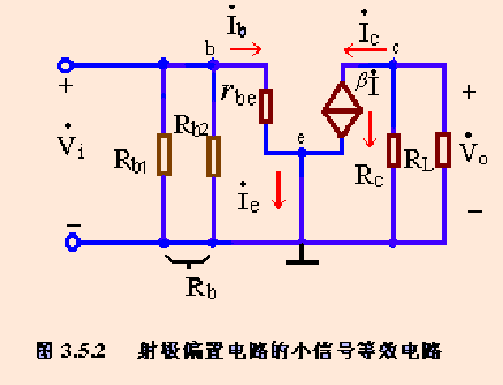 İb
İc
b
c
rbe
βİ
+
+
Rb2
e
V̇i
Rb1
Rc
RL
V̇o
İe
−
−
Rb
图 3.5.2 射极偏置电路的小信号等效电路